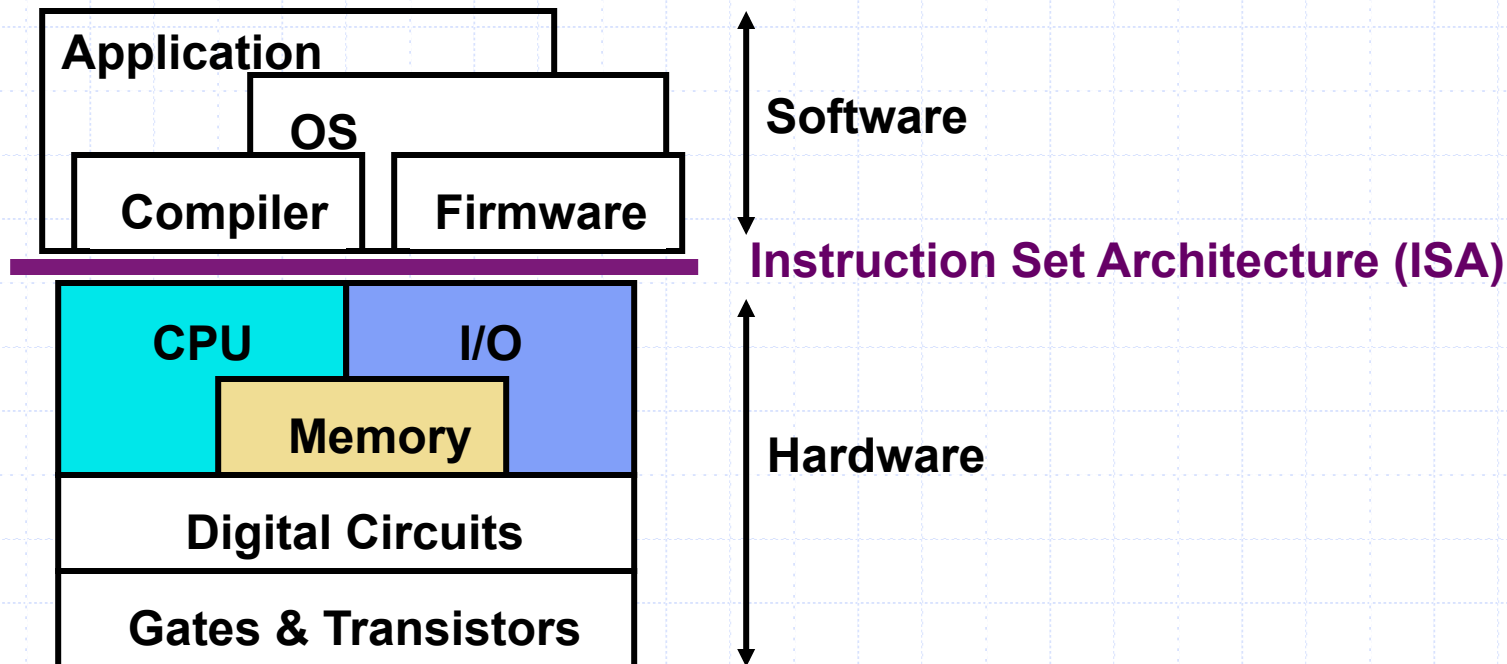 Application
OS
Compiler
Firmware
Software
Instruction Set Architecture (ISA)
CPU
I/O
Memory
Hardware
Digital Circuits
Gates & Transistors